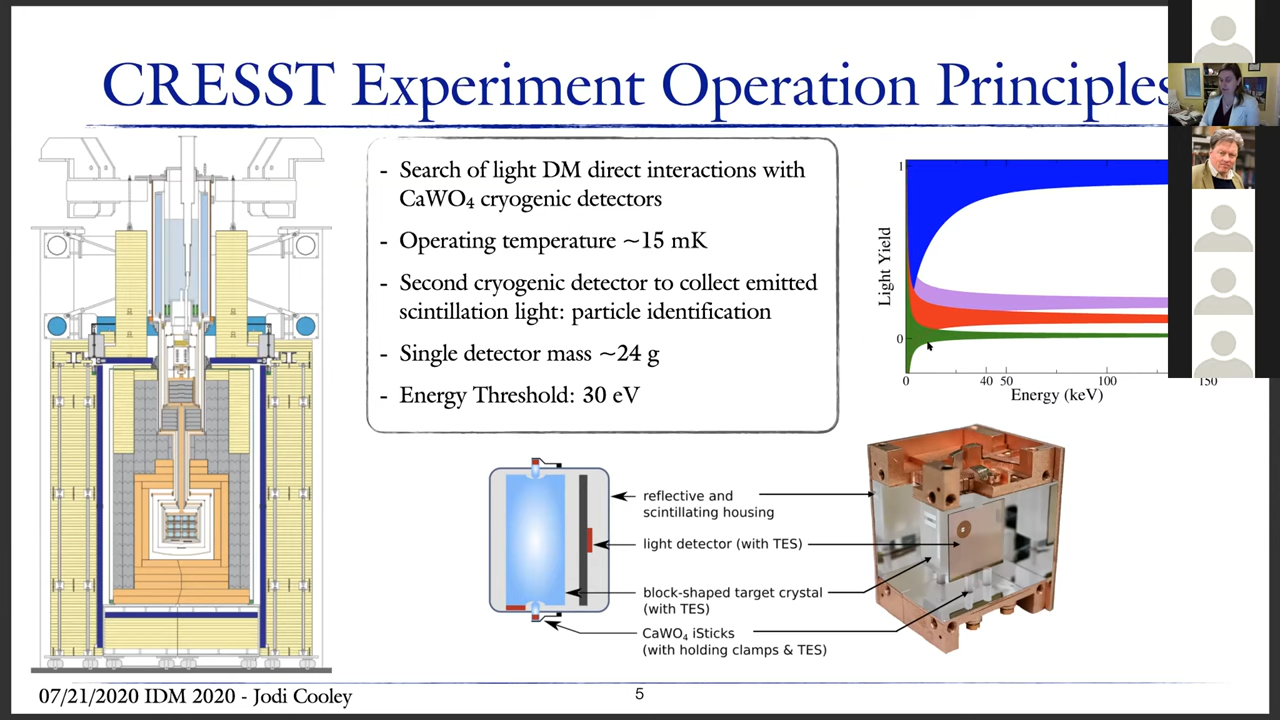 CRESST Experiment Operation Principles
- Search of light DM direct interactions with
CaWO₄ cryogenic detectors
- Operating temperature ~15 mK
- Second cryogenic detector to collect emitted
scintillation light: particle identification
- Single detector mass ~24 g
- Energy Threshold: 30 eV
1
Light Yield
0
0 40 50 100 150
Energy (keV)
reflective and
scintillating housing
light detector (with TES)
block-shaped target crystal
(with TES)
CaWO₄ iSticks
(with holding clamps & TES)
07/21/2020 IDM 2020 - Jodi Cooley
5